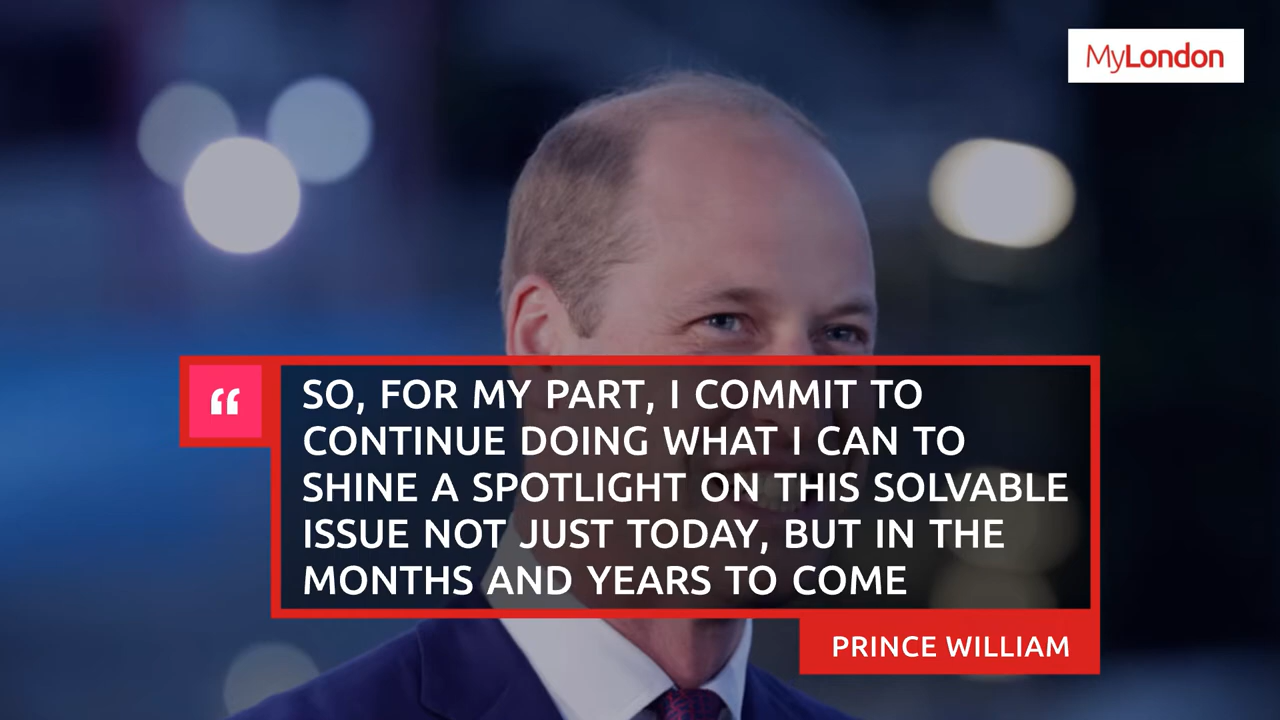 MyLondon
“
SO, FOR MY PART, I COMMIT TO
CONTINUE DOING WHAT I CAN TO
SHINE A SPOTLIGHT ON THIS SOLVABLE
ISSUE NOT JUST TODAY, BUT IN THE
MONTHS AND YEARS TO COME
PRINCE WILLIAM